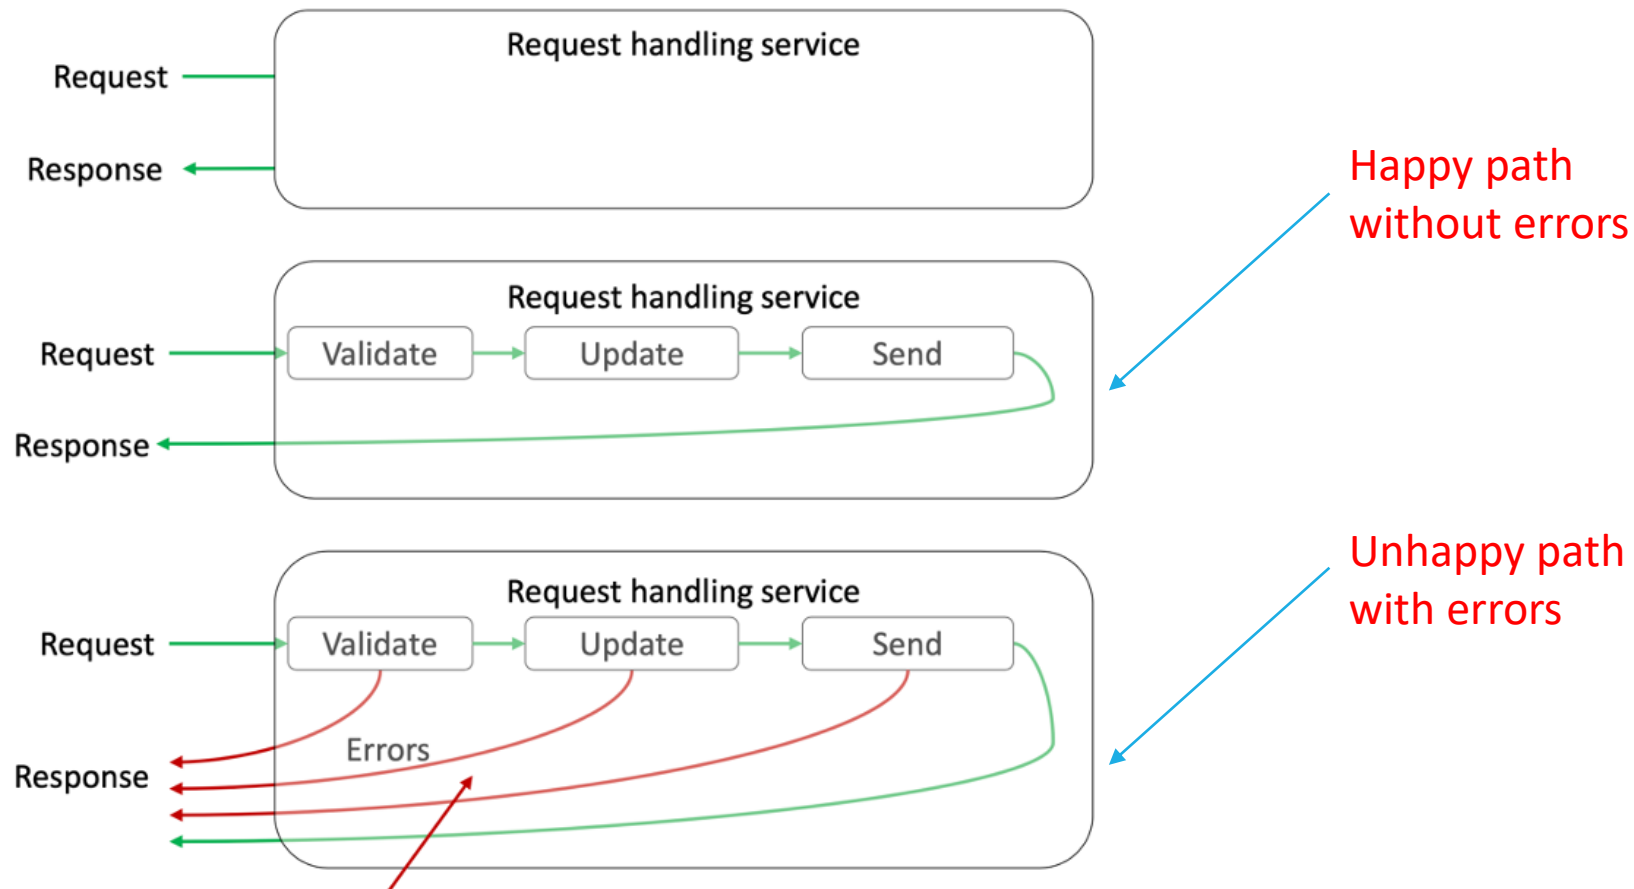 Request handling service
Request
Response
Happy path
without errors
Request handling service
Request
Validate
Update
Send
Response
Unhappy path
with errors
Request handling service
Request
Validate
Update
Send
Errors
Response